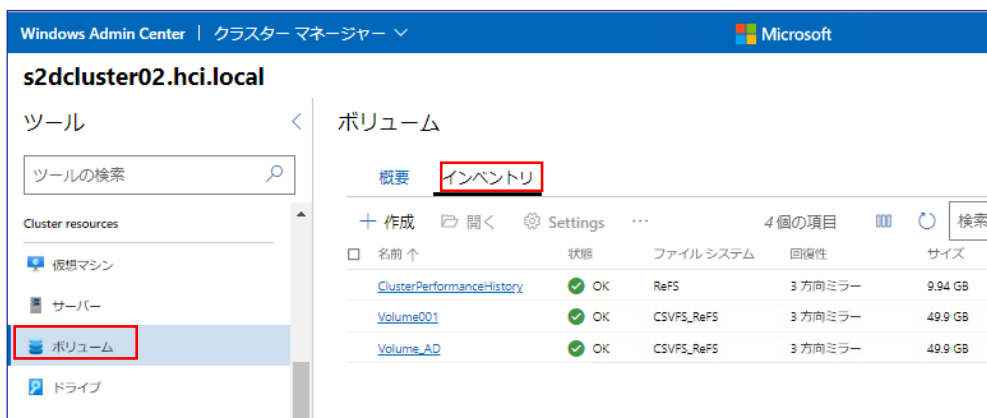 Windows Admin Center | クラスター マネージャー
Microsoft
s2dcluster02.hci.local
ツール
ツールの検索
Cluster resources
仮想マシン
サーバー
ボリューム
ドライブ
ボリューム
概要 インベントリ
作成 開く Settings ... 4 個の項目 検索
名前 状態 ファイル システム 回復性 サイズ
ClusterPerformanceHistory OK ReFS 3 方向ミラー 9.94 GB
Volume001 OK CSVFS_ReFS 3 方向ミラー 49.9 GB
Volume_AD OK CSVFS_ReFS 3 方向ミラー 49.9 GB